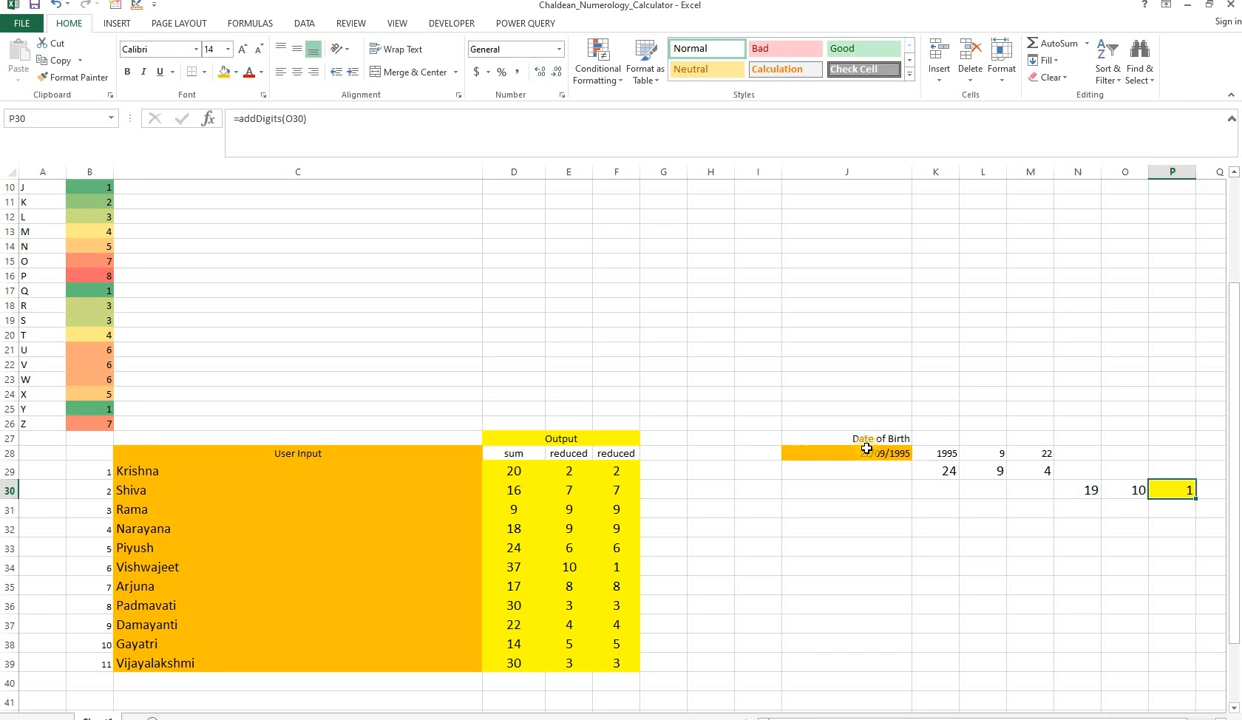 Chaldean_Numerology_Calculator - Excel
?
Sign in
FILE HOME INSERT PAGE LAYOUT FORMULAS DATA REVIEW VIEW DEVELOPER POWER QUERY
Paste
Cut
Copy
Format Painter
Clipboard
Calibri 14
B I U A
Font
Wrap Text
Merge & Center
Alignment
General
$ % ,
Number
Conditional Formatting
Format as Table
Normal Bad Good
Neutral Calculation Check Cell
Styles
Insert Delete Format
Cells
AutoSum
Fill
Clear
Sort & Filter
Find & Select
Editing
P30 fx =addDigits(O30)
A B C D E F G H I J K L M N O P Q
10 J 1
11 K 2
12 L 3
13 M 4
14 N 5
15 O 7
16 P 8
17 Q 1
18 R 3
19 S 3
20 T 4
21 U 6
22 V 6
23 W 6
24 X 5
25 Y 1
26 Z 7
27 Output Date of Birth
28 User Input sum reduced reduced /09/1995 1995 9 22
29 1 Krishna 20 2 2 24 9 4
30 2 Shiva 16 7 7 19 10 1
31 3 Rama 9 9 9
32 4 Narayana 18 9 9
33 5 Piyush 24 6 6
34 6 Vishwajeet 37 10 1
35 7 Arjuna 17 8 8
36 8 Padmavati 30 3 3
37 9 Damayanti 22 4 4
38 10 Gayatri 14 5 5
39 11 Vijayalakshmi 30 3 3
40
41